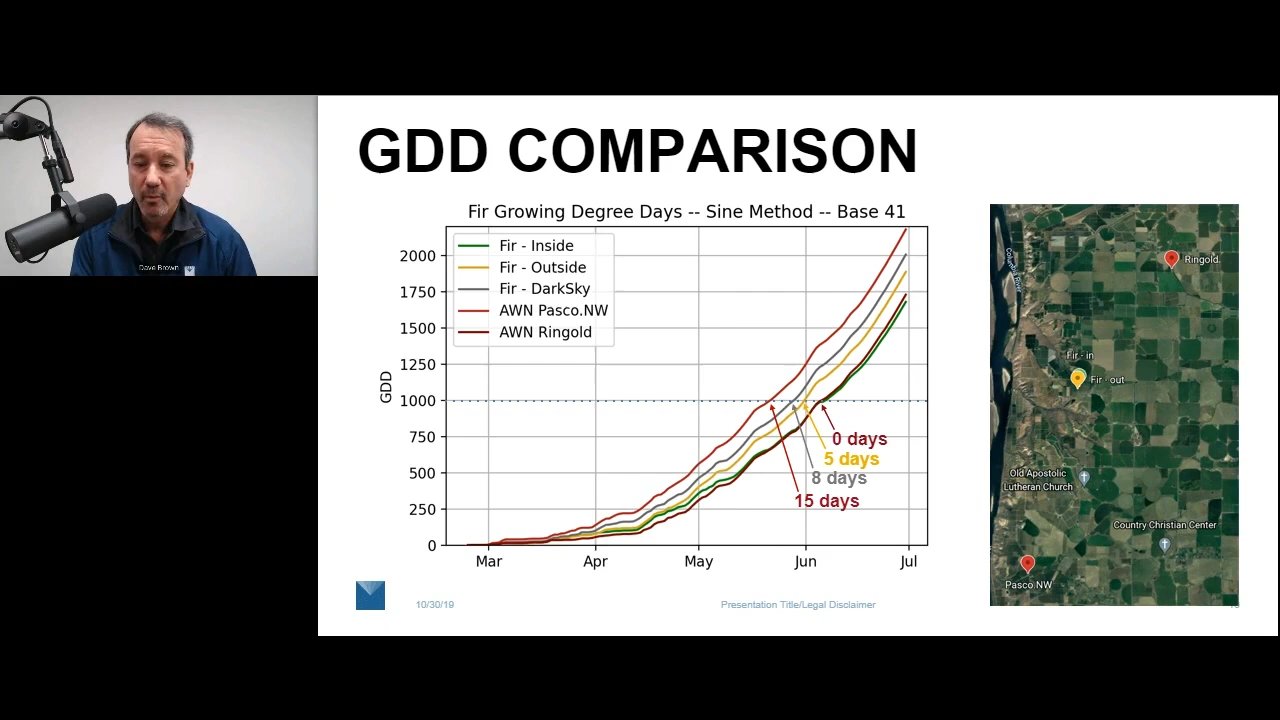 Dave Brown
GDD COMPARISON
Fir Growing Degree Days -- Sine Method -- Base 41
Fir - Inside
Fir - Outside
Fir - DarkSky
AWN Pasco.NW
AWN Ringold
GDD
2000
1750
1500
1250
1000
750
500
250
0
Mar Apr May Jun Jul
0 days
5 days
8 days
15 days
Columbia River
Ringold
Fir - in
Fir - out
Old Apostolic
Lutheran Church
Country Christian Center
Pasco.NW
10/30/19
Presentation Title/Legal Disclaimer